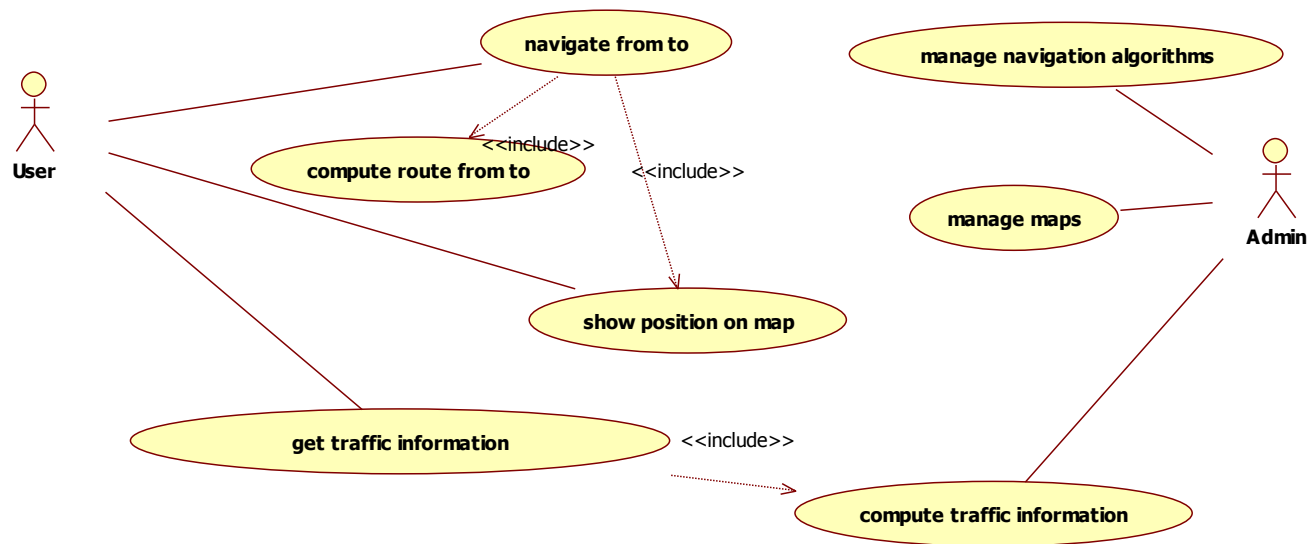 navigate from to
manage navigation algorithms
<<include>>
compute route from to
<<include>>
User
manage maps
Admin
show position on map
get traffic information
<<include>>
compute traffic information